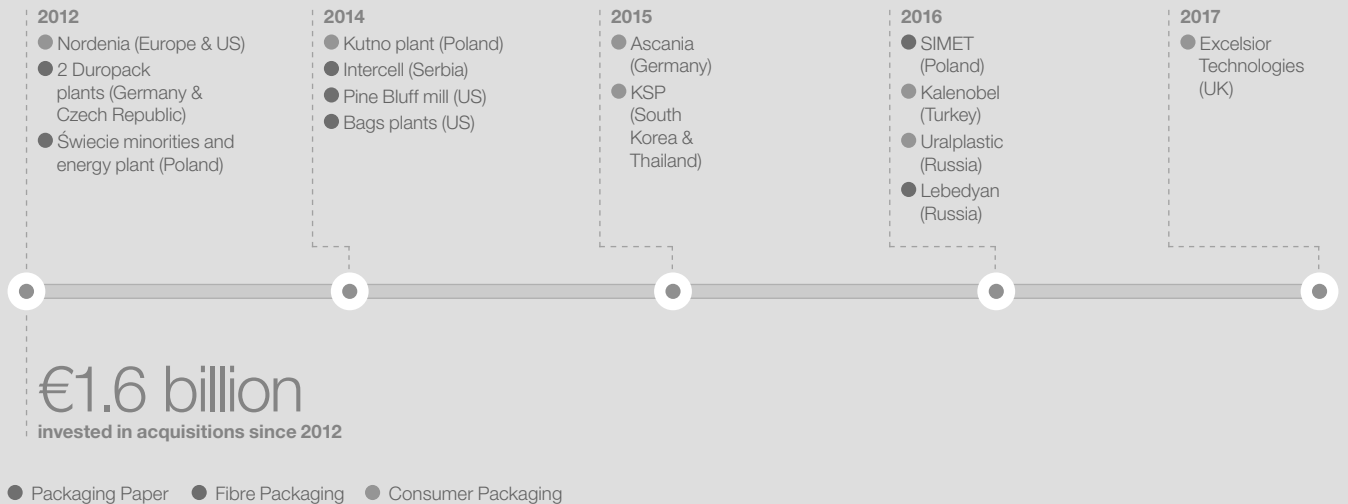 2012
Nordenia (Europe & US)
2 Duropack
plants (Germany &
Czech Republic)
Świecie minorities and
energy plant (Poland)
2014
Kutno plant (Poland)
Intercell (Serbia)
Pine Bluff mill (US)
Bags plants (US)
2015
Ascania
(Germany)
KSP
(South
Korea &
Thailand)
2016
SIMET
(Poland)
Kalenobel
(Turkey)
Uralplastic
(Russia)
Lebedyan
(Russia)
2017
Excelsior
Technologies
(UK)
€1.6 billion
invested in acquisitions since 2012
Packaging Paper
Fibre Packaging
Consumer Packaging